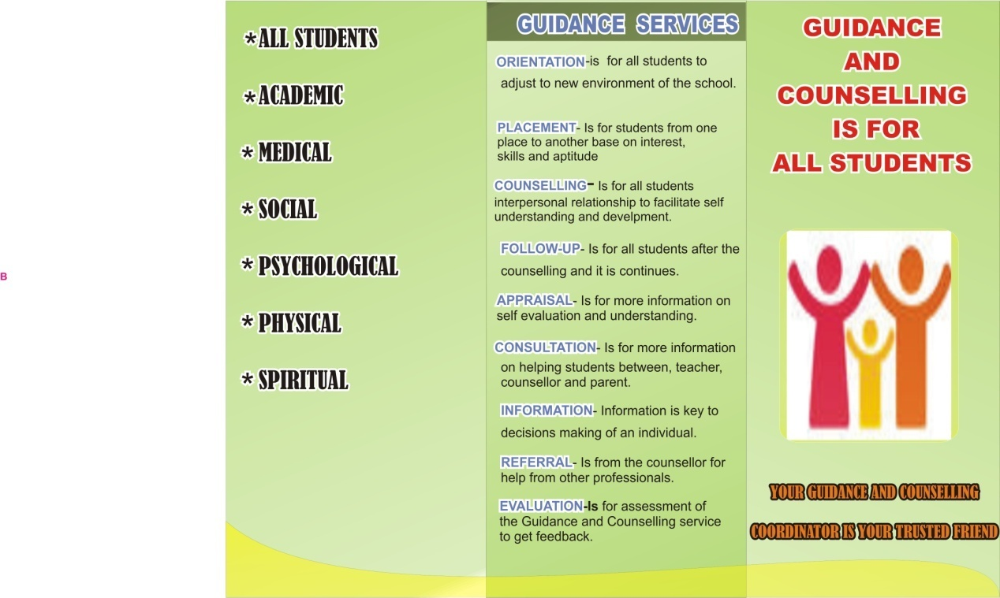 B
*ALL STUDENTS
*ACADEMIC
* MEDICAL
* SOCIAL
* PSYCHOLOGICAL
* PHYSICAL
* SPIRITUAL
GUIDANCE SERVICES
ORIENTATION-is for all students to
adjust to new environment of the school.
PLACEMENT- Is for students from one
place to another base on interest,
skills and aptitude
COUNSELLING- Is for all students
interpersonal relationship to facilitate self
understanding and develpment.
FOLLOW-UP- Is for all students after the
counselling and it is continues.
APPRAISAL- Is for more information on
self evaluation and understanding.
CONSULTATION- Is for more information
on helping students between, teacher,
counsellor and parent.
INFORMATION- Information is key to
decisions making of an individual.
REFERRAL- Is from the counsellor for
help from other professionals.
EVALUATION-Is for assessment of
the Guidance and Counselling service
to get feedback.
GUIDANCE
AND
COUNSELLING
IS FOR
ALL STUDENTS
YOUR GUIDANCE AND COUNSELLING
COORDINATOR IS YOUR TRUSTED FRIEND